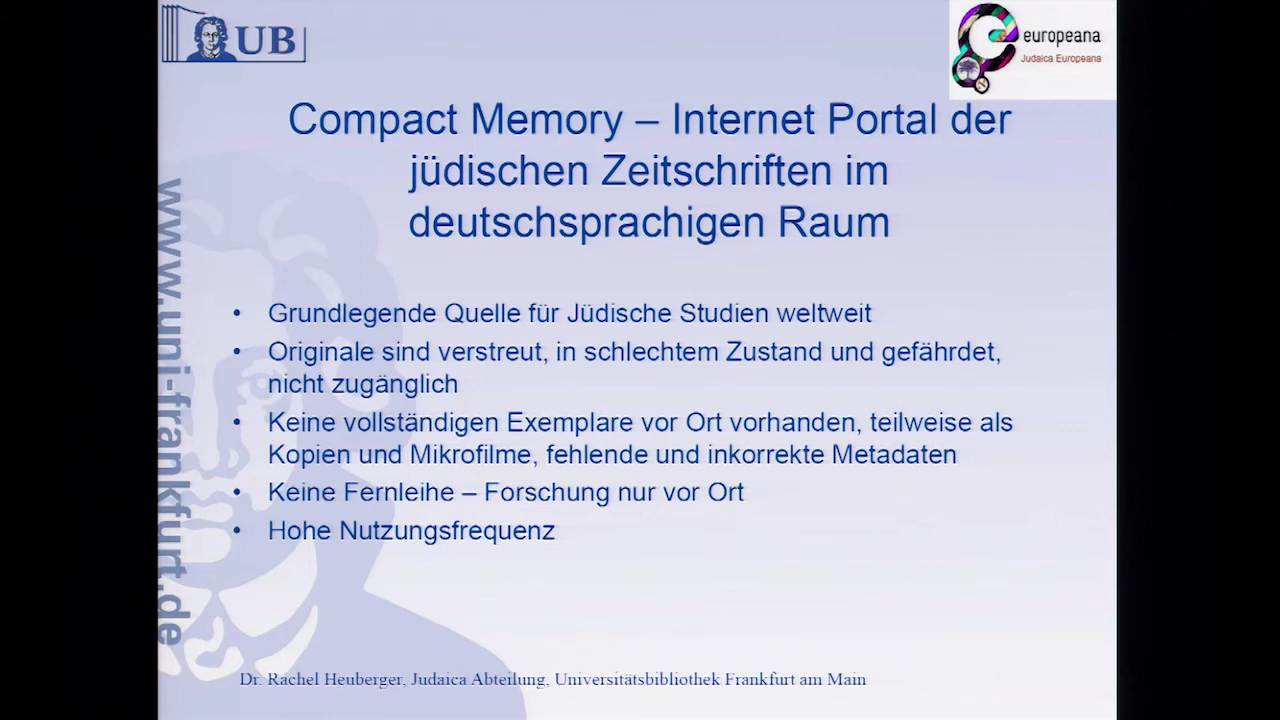 UB
europeana
Judaica Europeana
Compact Memory – Internet Portal der
jüdischen Zeitschriften im
deutschsprachigen Raum
www.uni-frankfurt.de
• Grundlegende Quelle für Jüdische Studien weltweit
• Originale sind verstreut, in schlechtem Zustand und gefährdet,
nicht zugänglich
• Keine vollständigen Exemplare vor Ort vorhanden, teilweise als
Kopien und Mikrofilme, fehlende und inkorrekte Metadaten
• Keine Fernleihe – Forschung nur vor Ort
• Hohe Nutzungsfrequenz
Dr. Rachel Heuberger, Judaica Abteilung, Universitätsbibliothek Frankfurt am Main